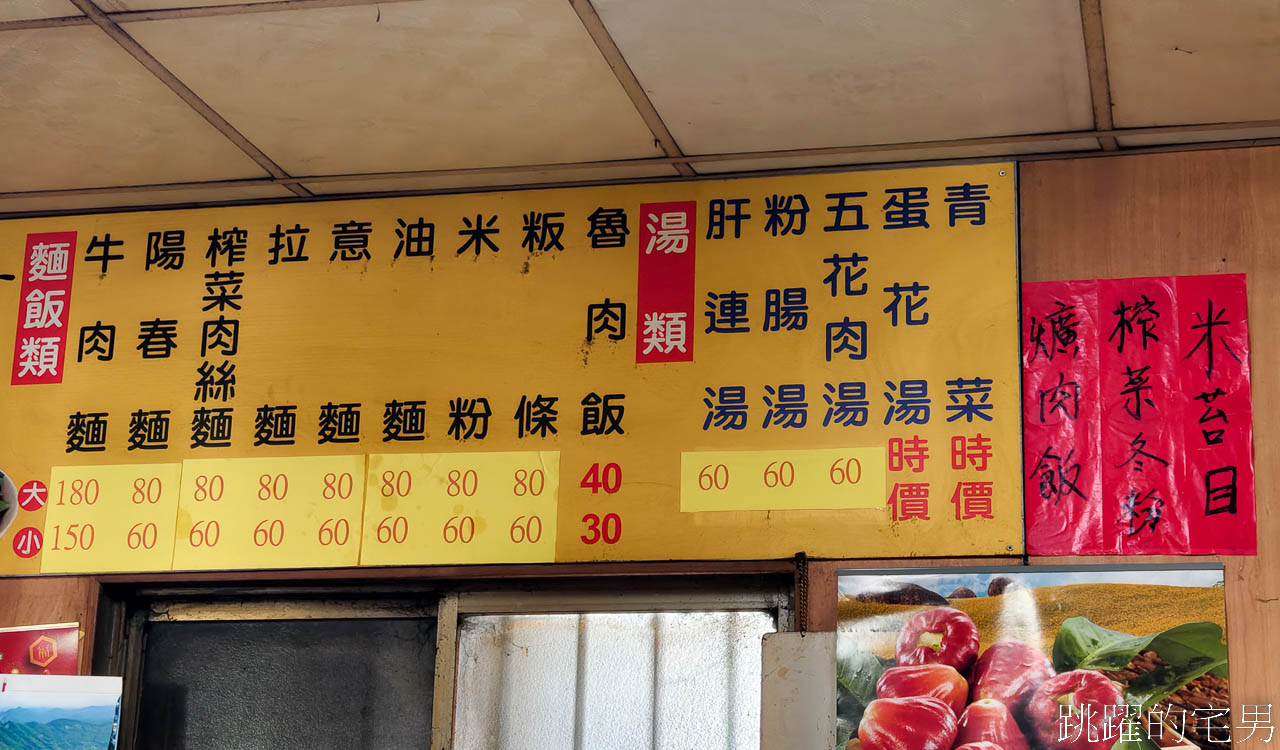 麵飯類
牛肉麵
陽春麵
榨菜肉絲麵
拉麵
意麵
油麵
米粉
粄條
魯肉飯
湯類
肝連湯
粉腸湯
五花肉湯
蛋花湯
青菜
時價
時價
大 180 80 80 80 80 80 80 80 40
小 150 60 60 60 60 60 60 60 30
60 60 60
爌肉飯
榨菜冬粉
米苔目
跳躍的宅男